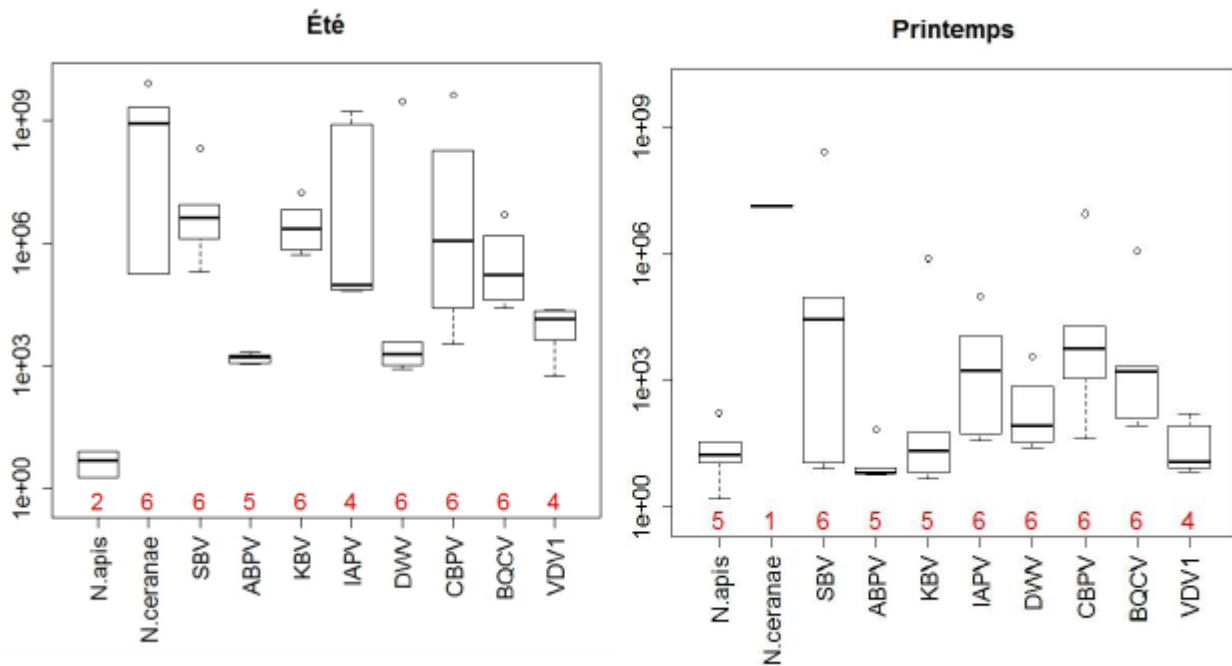 Été
1e+09
1e+06
1e+03
1e+00
2 6 6 5 6 4 6 6 6 4
N.apis
N.ceranae
SBV
ABPV
KBV
IAPV
DWV
CBPV
BQCV
VDV1
Printemps
1e+09
1e+06
1e+03
1e+00
5 1 6 5 5 6 6 6 6 4
N.apis
N.ceranae
SBV
ABPV
KBV
IAPV
DWV
CBPV
BQCV
VDV1